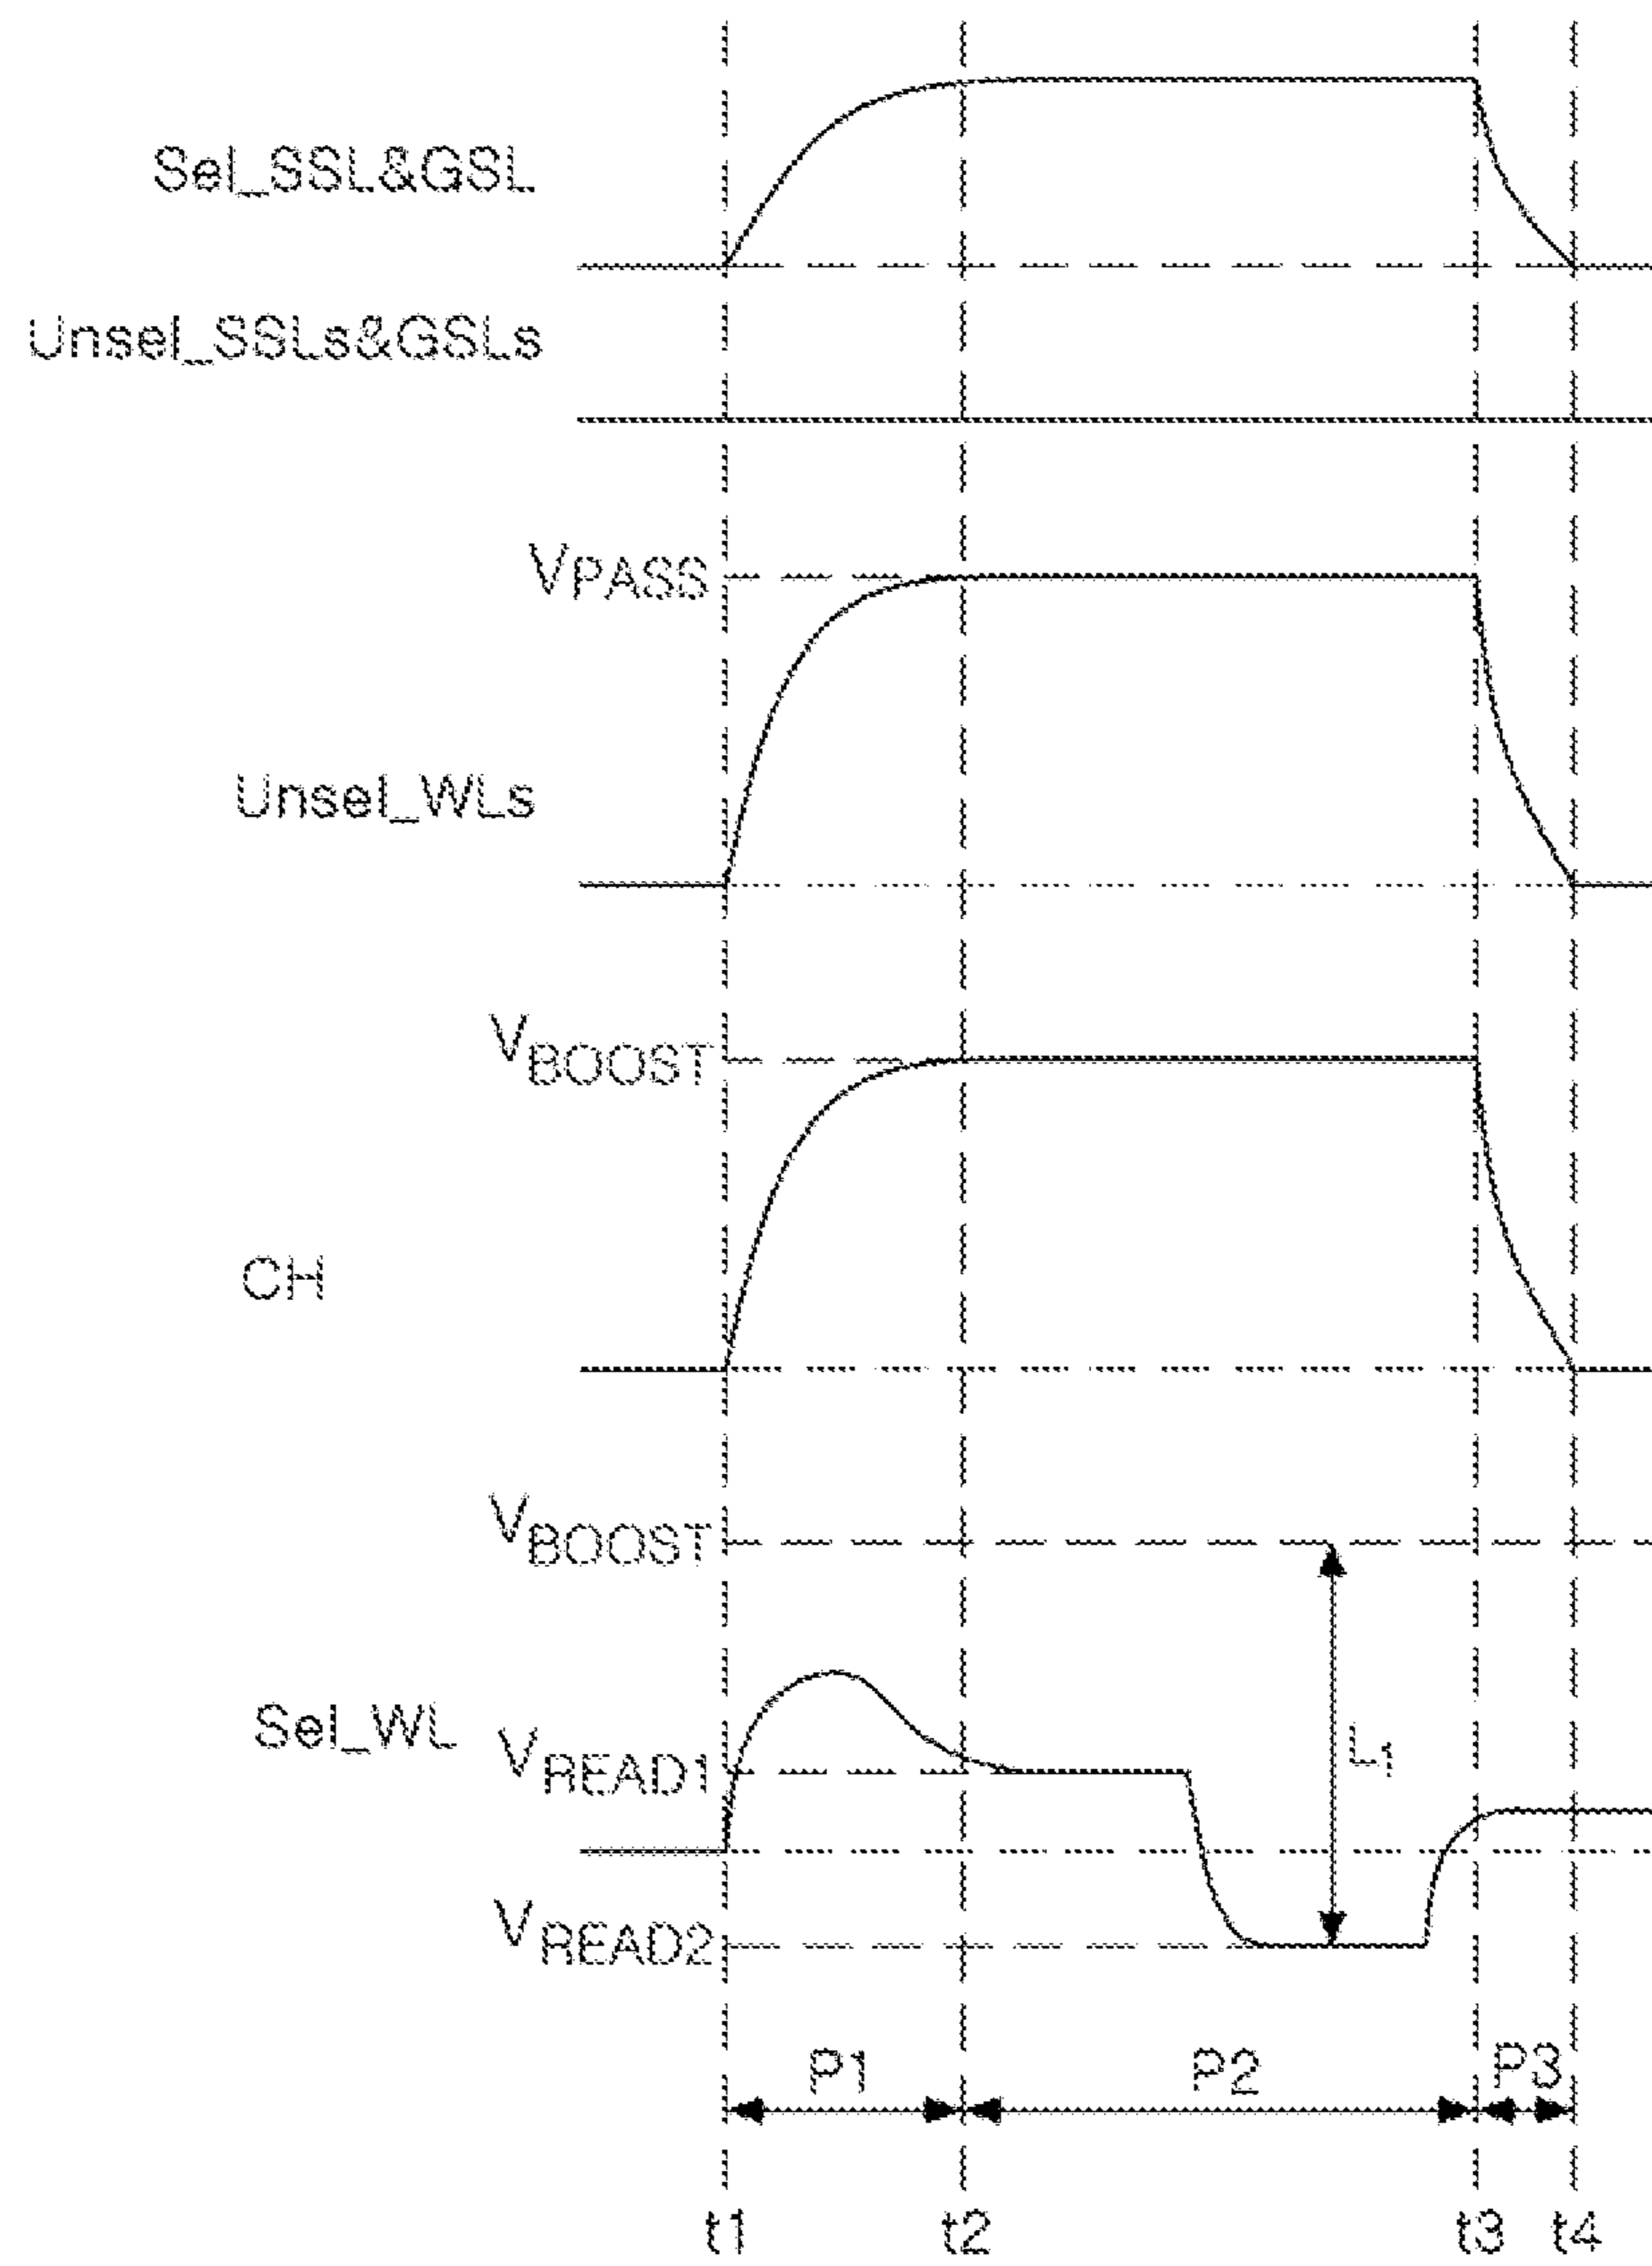 Sel_SSL&GSL
Unsel_SSLs&GSLs
VPASS
Unsel_WLs
VBOOST
CH
VBOOST
Sel_WL VREAD1
L1
VREAD2
P1 P2 P3
t1 t2 t3 t4